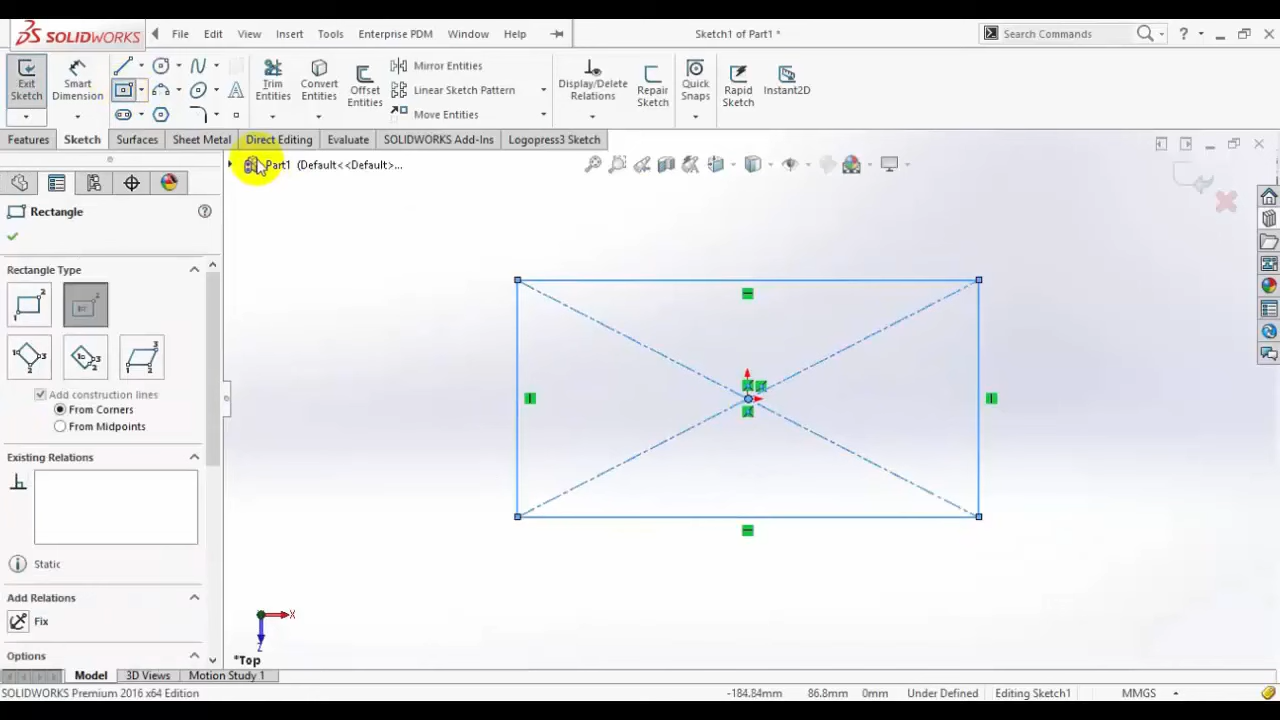 SOLIDWORKS File Edit View Insert Tools Enterprise PDM Window Help Sketch1 of Part1 * Search Commands ?
Exit Sketch
Smart Dimension
Trim Entities
Convert Entities
Offset Entities
Mirror Entities
Linear Sketch Pattern
Move Entities
Display/Delete Relations
Repair Sketch
Quick Snaps
Rapid Sketch
Instant2D
Features Sketch Surfaces Sheet Metal Direct Editing Evaluate SOLIDWORKS Add-Ins Logopress3 Sketch
Part1 (Default<<Default>...
Rectangle ?
Rectangle Type
Add construction lines
From Corners
From Midpoints
Existing Relations
Static
Add Relations
Fix
Options
X
Z
*Top
Model 3D Views Motion Study 1
SOLIDWORKS Premium 2016 x64 Edition -184.84mm 86.8mm 0mm Under Defined Editing Sketch1 MMGS